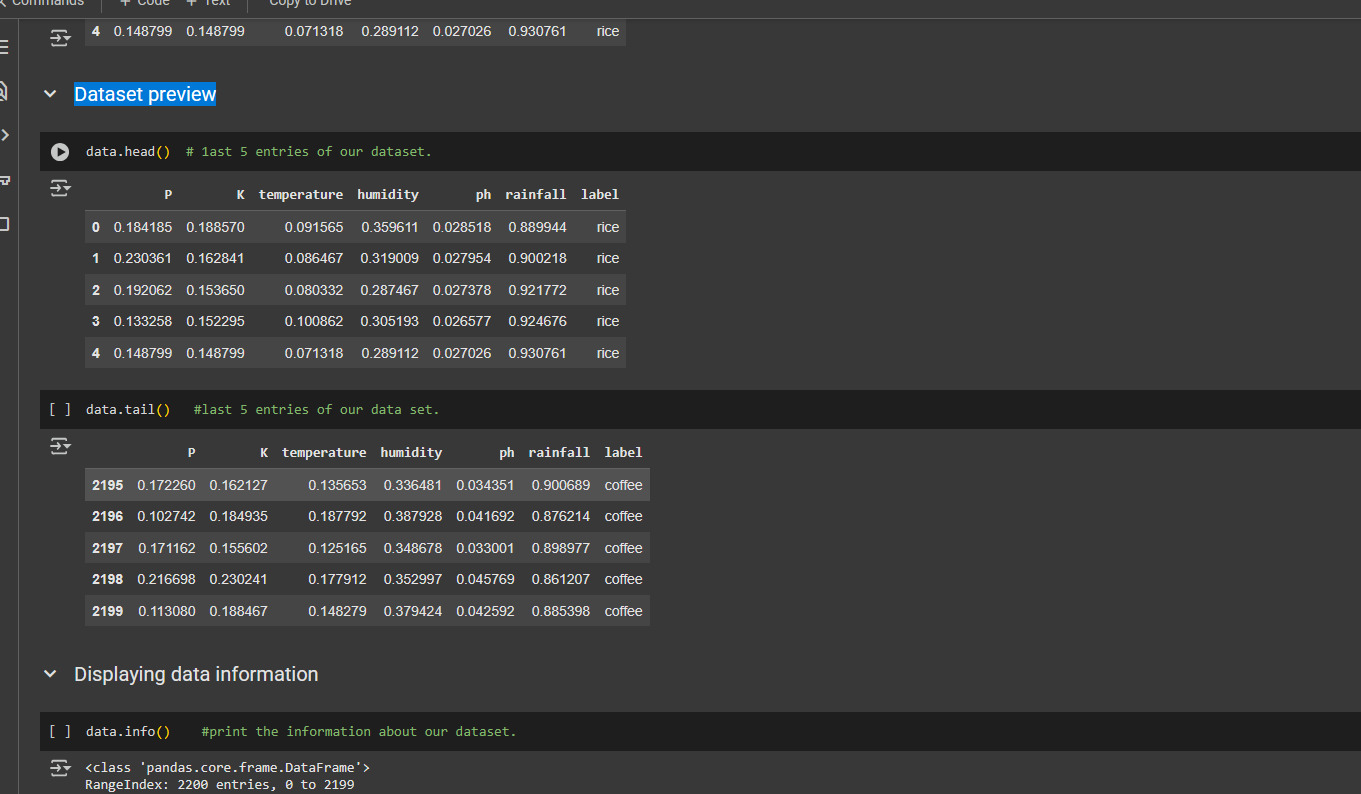 Commands + Code + Text Copy to Drive
4 0.148799 0.148799 0.071318 0.289112 0.027026 0.930761 rice
Dataset preview
data.head() # 1ast 5 entries of our dataset.
P K temperature humidity ph rainfall label
0 0.184185 0.188570 0.091565 0.359611 0.028518 0.889944 rice
1 0.230361 0.162841 0.086467 0.319009 0.027954 0.900218 rice
2 0.192062 0.153650 0.080332 0.287467 0.027378 0.921772 rice
3 0.133258 0.152295 0.100862 0.305193 0.026577 0.924676 rice
4 0.148799 0.148799 0.071318 0.289112 0.027026 0.930761 rice
[ ] data.tail() #last 5 entries of our data set.
P K temperature humidity ph rainfall label
2195 0.172260 0.162127 0.135653 0.336481 0.034351 0.900689 coffee
2196 0.102742 0.184935 0.187792 0.387928 0.041692 0.876214 coffee
2197 0.171162 0.155602 0.125165 0.348678 0.033001 0.898977 coffee
2198 0.216698 0.230241 0.177912 0.352997 0.045769 0.861207 coffee
2199 0.113080 0.188467 0.148279 0.379424 0.042592 0.885398 coffee
Displaying data information
[ ] data.info() #print the information about our dataset.
<class 'pandas.core.frame.DataFrame'>
RangeIndex: 2200 entries, 0 to 2199